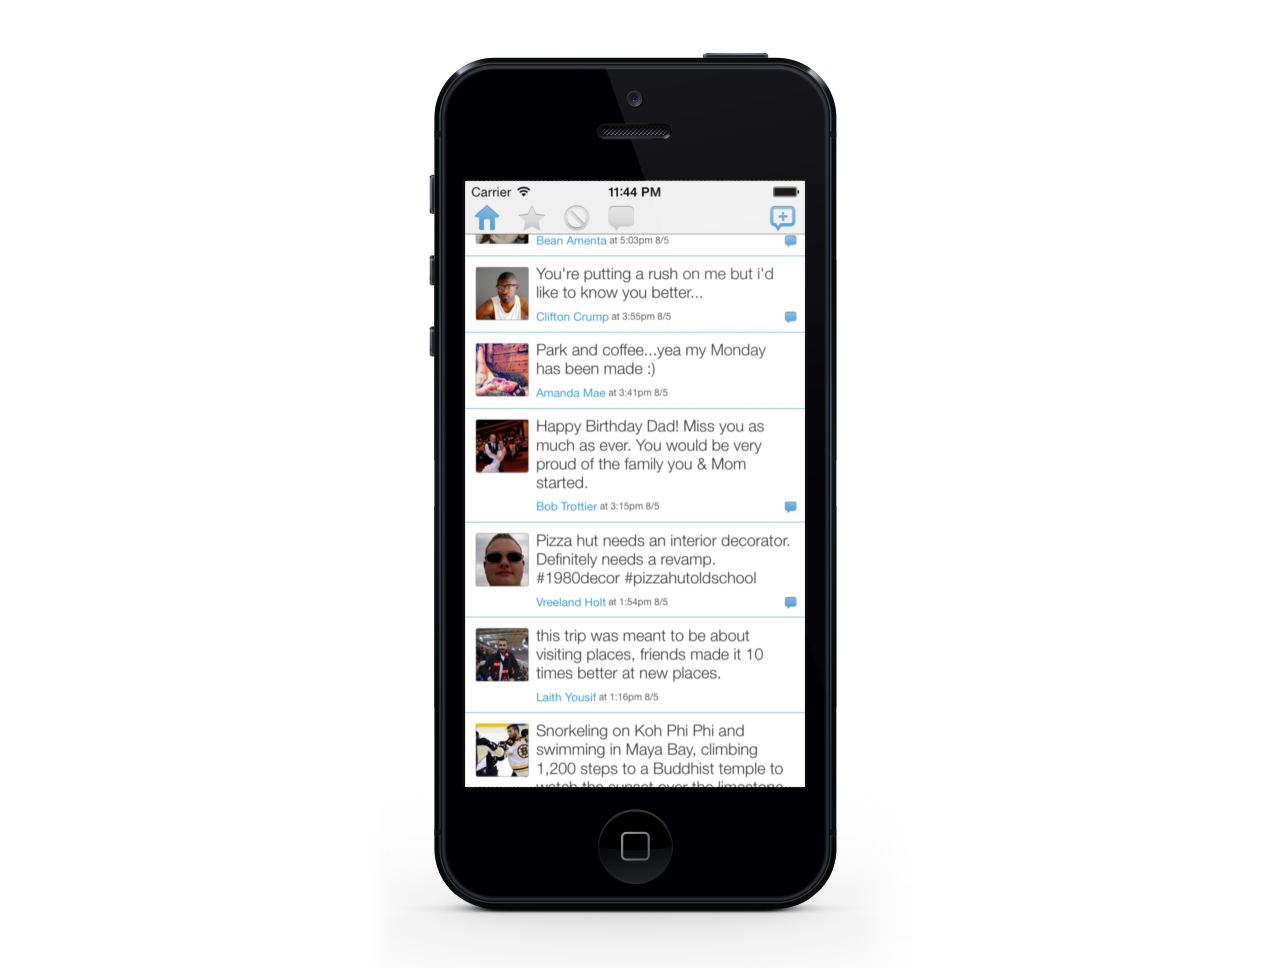 Carrier 11:44 PM
Bean Amenta at 5:03pm 8/5
You're putting a rush on me but i'd
like to know you better...
Clifton Crump at 3:55pm 8/5
Park and coffee...yea my Monday
has been made :)
Amanda Mae at 3:41pm 8/5
Happy Birthday Dad! Miss you as
much as ever. You would be very
proud of the family you & Mom
started.
Bob Trottier at 3:15pm 8/5
Pizza hut needs an interior decorator.
Definitely needs a revamp.
#1980decor #pizzahutoldschool
Vreeland Holt at 1:54pm 8/5
this trip was meant to be about
visiting places, friends made it 10
times better at new places.
Laith Yousif at 1:16pm 8/5
Snorkeling on Koh Phi Phi and
swimming in Maya Bay, climbing
1,200 steps to a Buddhist temple to
watch the sunset over the limestone